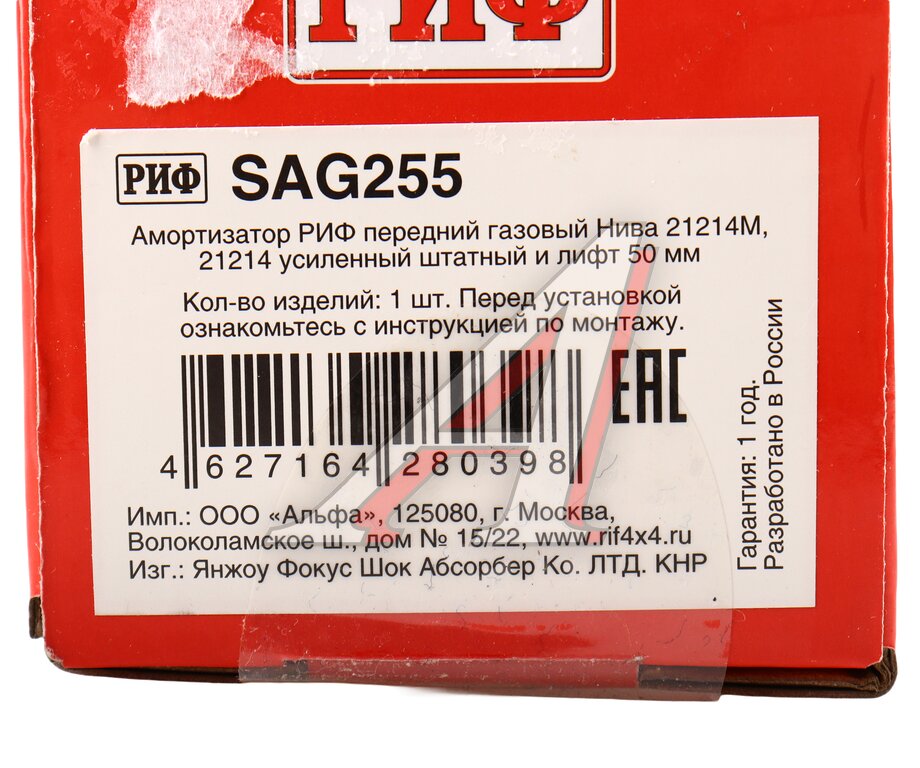 РИФ
РИФ SAG255
Амортизатор РИФ передний газовый Нива 21214М,
21214 усиленный штатный и лифт 50 мм
Кол-во изделий: 1 шт. Перед установкой
ознакомьтесь с инструкцией по монтажу.
4 627164 280398
EAC
Имп.: ООО «Альфа», 125080, г. Москва,
Волоколамское ш., дом № 15/22, www.rif4x4.ru
Изг.: Янжоу Фокус Шок Абсорбер Ко. ЛТД. КНР
Гарантия: 1 год.
Разработано в России